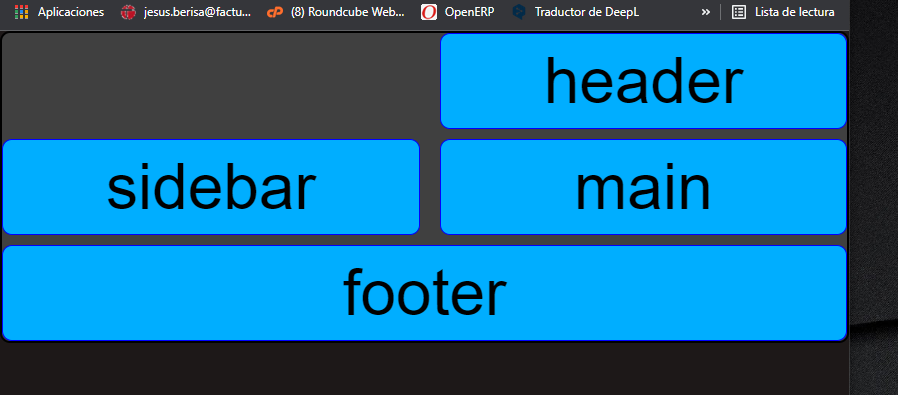 Aplicaciones jesus.berisa@factu... (8) Roundcube Web... OpenERP Traductor de DeepL » Lista de lectura
header
sidebar main
footer